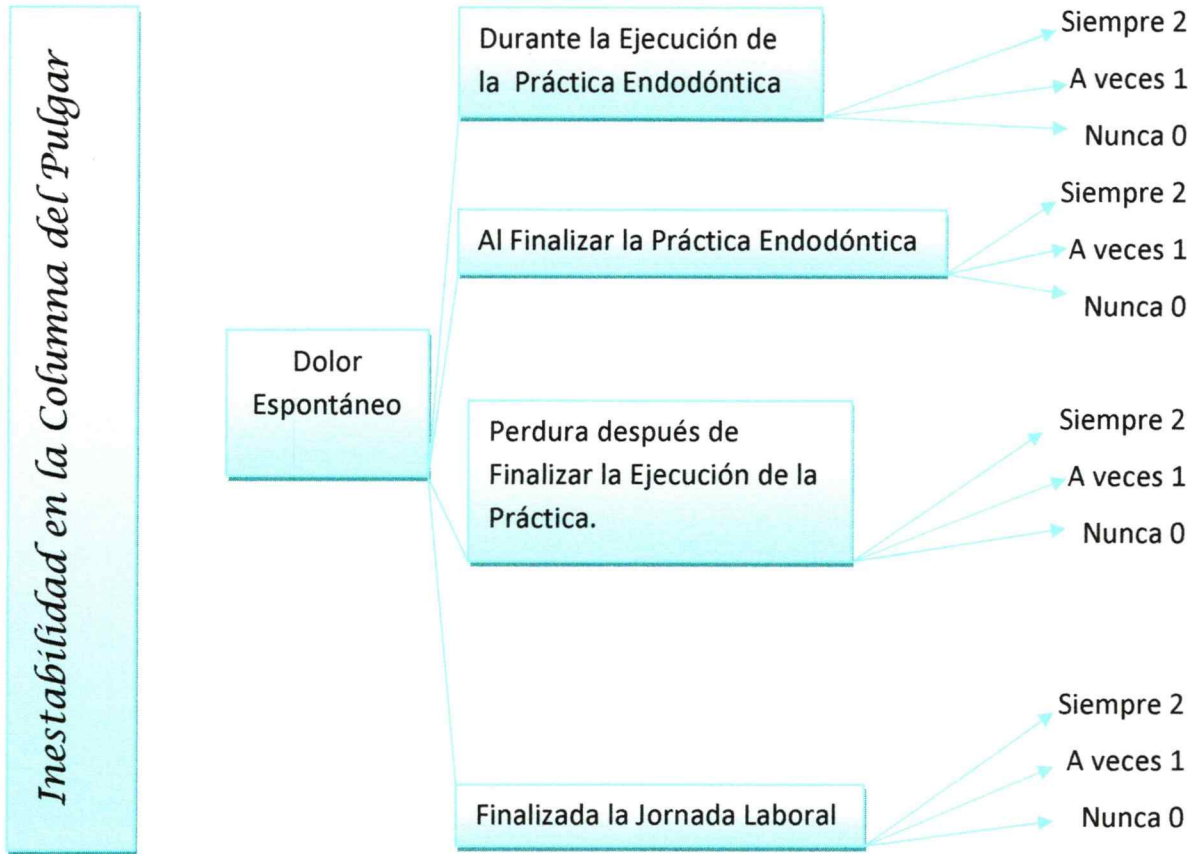 Inestabilidad en la Columna del Pulgar
Dolor
Espontáneo
Durante la Ejecución de
la Práctica Endodóntica
Siempre 2
A veces 1
Nunca 0
Al Finalizar la Práctica Endodóntica
Siempre 2
A veces 1
Nunca 0
Perdura después de
Finalizar la Ejecución de la
Práctica.
Siempre 2
A veces 1
Nunca 0
Finalizada la Jornada Laboral
Siempre 2
A veces 1
Nunca 0